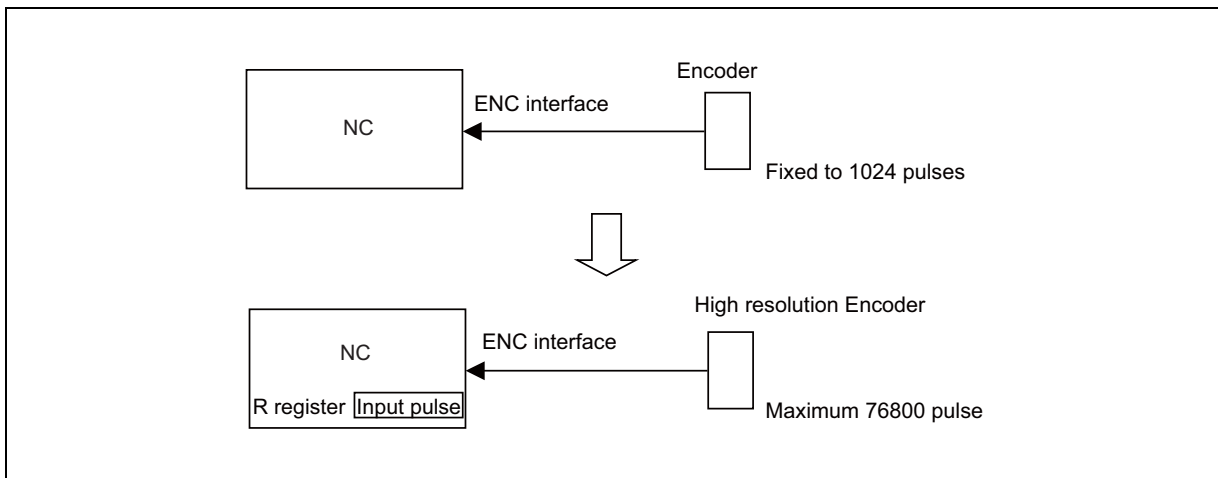 Encoder
ENC interface
NC
Fixed to 1024 pulses
High resolution Encoder
ENC interface
NC
R register Input pulse
Maximum 76800 pulse